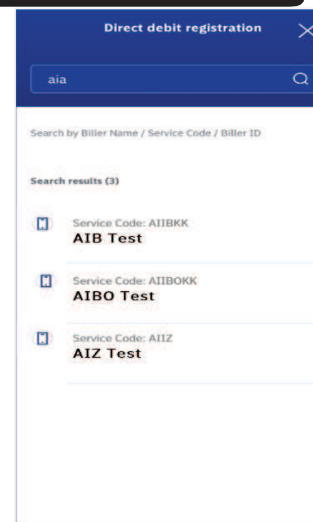 Direct debit registration
aia
Search by Biller Name / Service Code / Biller ID
Search results (3)
Service Code: AIIBKK
AIB Test
Service Code: AIIBOKK
AIBO Test
Service Code: AIIZ
AIZ Test